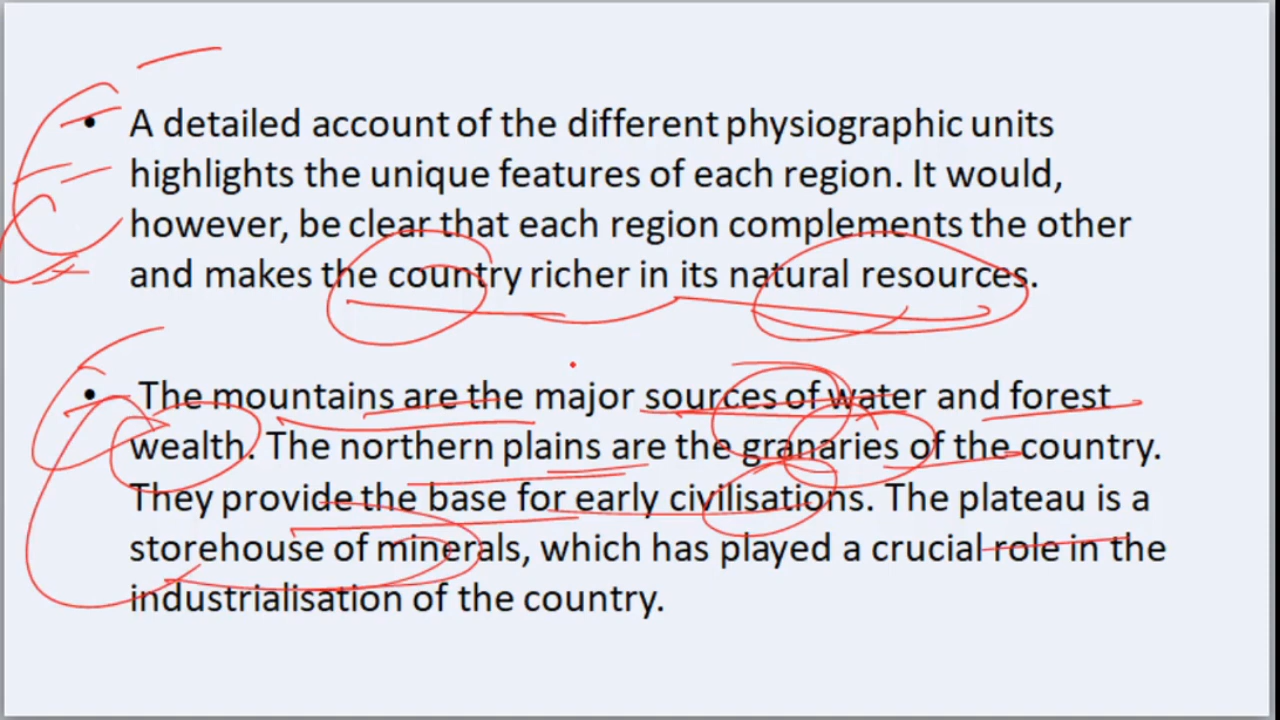 • A detailed account of the different physiographic units
highlights the unique features of each region. It would,
however, be clear that each region complements the other
and makes the country richer in its natural resources.
• The mountains are the major sources of water and forest
wealth. The northern plains are the granaries of the country.
They provide the base for early civilisations. The plateau is a
storehouse of minerals, which has played a crucial role in the
industrialisation of the country.